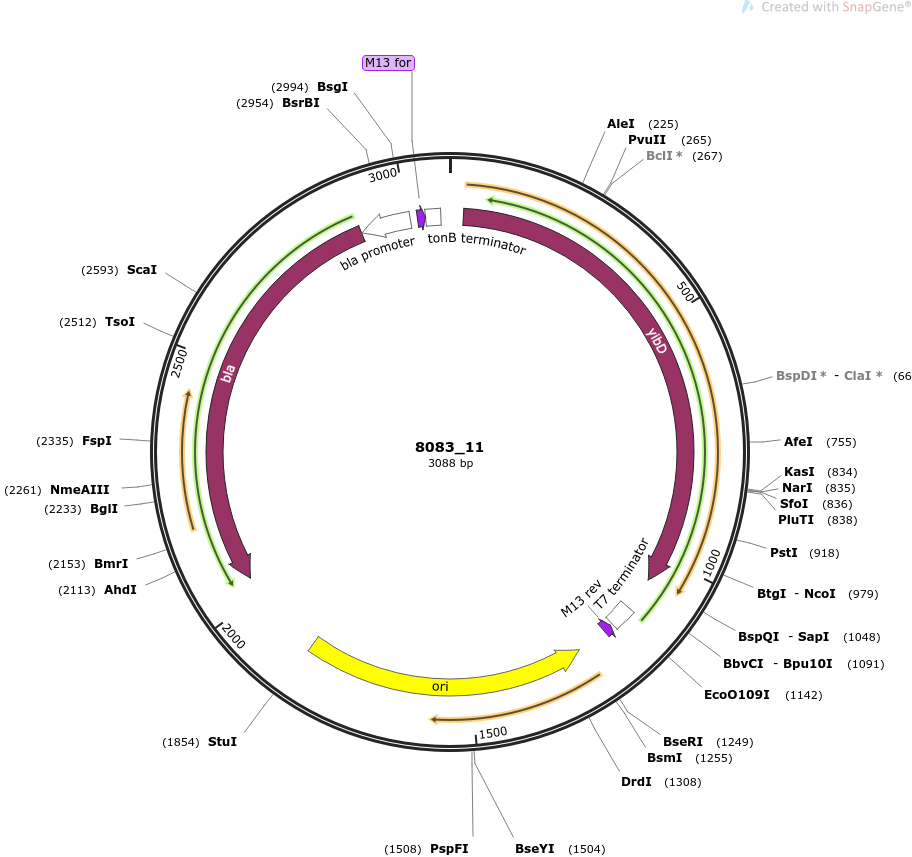 Created with SnapGene®
M13 for
(2994) BsgI
(2954) BsrBI
AleI (225)
PvuII (265)
BclI * (267)
3000
bla promoter
tonB terminator
(2593) ScaI
500
(2512) TsoI
yibD
2500
bla
BspDI * - ClaI * (66
(2335) FspI
8083_11
3088 bp
AfeI (755)
KasI (834)
(2261) NmeAIII
NarI (835)
(2233) BglI
SfoI (836)
PluTI (838)
(2153) BmrI
PstI (918)
1000
T7 terminator
(2113) AhdI
M13 rev
BtgI - NcoI (979)
2000
BspQI - SapI (1048)
BbvCI - Bpu10I (1091)
ori
EcoO109I (1142)
(1854) StuI
1500
BseRI (1249)
BsmI (1255)
DrdI (1308)
(1508) PspFI
BseYI (1504)